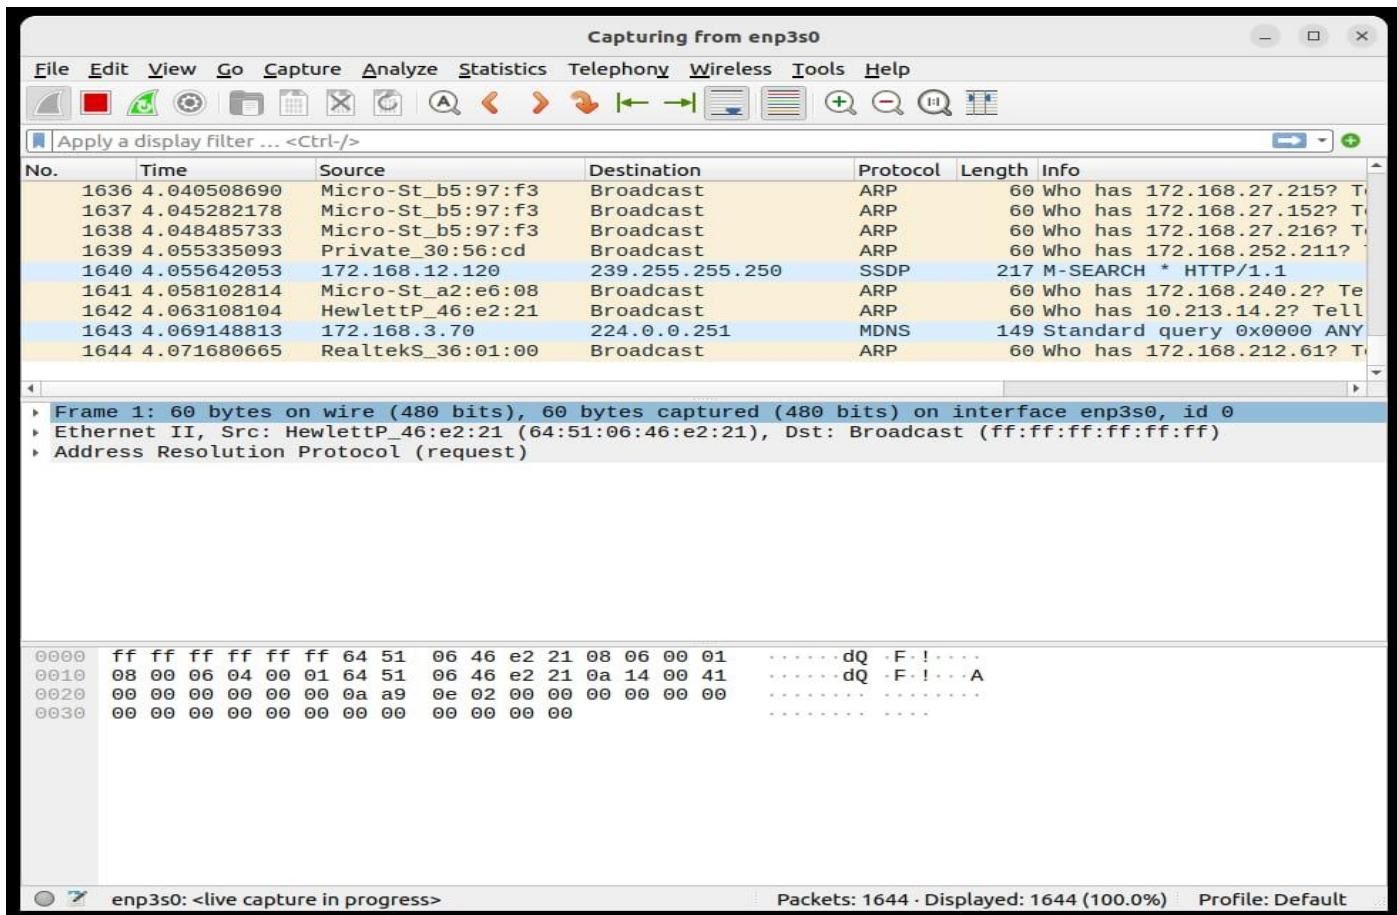 Capturing from enp3s0
File Edit View Go Capture Analyze Statistics Telephony Wireless Tools Help
Apply a display filter ... <Ctrl-/>
No. Time Source Destination Protocol Length Info
1636 4.040508690 Micro-St_b5:97:f3 Broadcast ARP 60 Who has 172.168.27.215? T
1637 4.045282178 Micro-St_b5:97:f3 Broadcast ARP 60 Who has 172.168.27.152? T
1638 4.048485733 Micro-St_b5:97:f3 Broadcast ARP 60 Who has 172.168.27.216? T
1639 4.055335093 Private_30:56:cd Broadcast ARP 60 Who has 172.168.252.211?
1640 4.055642053 172.168.12.120 239.255.255.250 SSDP 217 M-SEARCH * HTTP/1.1
1641 4.058102814 Micro-St_a2:e6:08 Broadcast ARP 60 Who has 172.168.240.2? Te
1642 4.063108104 HewlettP_46:e2:21 Broadcast ARP 60 Who has 10.213.14.2? Tell
1643 4.069148813 172.168.3.70 224.0.0.251 MDNS 149 Standard query 0x0000 ANY
1644 4.071680665 RealtekS_36:01:00 Broadcast ARP 60 Who has 172.168.212.61? T
Frame 1: 60 bytes on wire (480 bits), 60 bytes captured (480 bits) on interface enp3s0, id 0
Ethernet II, Src: HewlettP_46:e2:21 (64:51:06:46:e2:21), Dst: Broadcast (ff:ff:ff:ff:ff:ff)
Address Resolution Protocol (request)
0000 ff ff ff ff ff ff 64 51 06 46 e2 21 08 06 00 01 ······dQ ·F·!····
0010 08 00 06 04 00 01 64 51 06 46 e2 21 0a 14 00 41 ······dQ ·F·!···A
0020 00 00 00 00 00 00 0a a9 0e 02 00 00 00 00 00 00 ········ ········
0030 00 00 00 00 00 00 00 00 00 00 00 00 ········ ····
enp3s0: <live capture in progress> Packets: 1644 · Displayed: 1644 (100.0%) Profile: Default